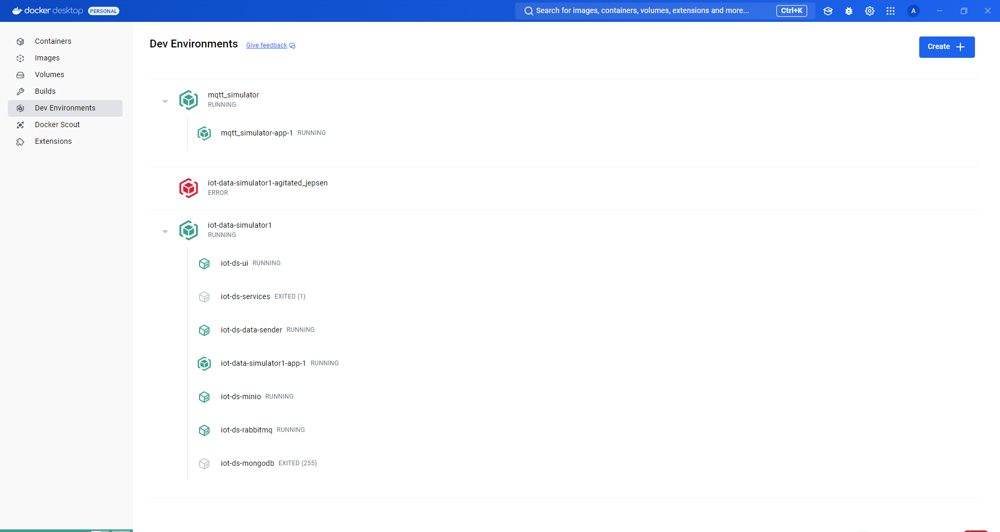 docker desktop PERSONAL
Search for images, containers, volumes, extensions and more... Ctrl+K
A
Containers
Images
Volumes
Builds
Dev Environments
Docker Scout
Extensions
Dev Environments Give feedback
Create
mqtt_simulator
RUNNING
mqtt_simulator-app-1 RUNNING
iot-data-simulator1-agitated_jepsen
ERROR
iot-data-simulator1
RUNNING
iot-ds-ui RUNNING
iot-ds-services EXITED (1)
iot-ds-data-sender RUNNING
iot-data-simulator1-app-1 RUNNING
iot-ds-minio RUNNING
iot-ds-rabbitmq RUNNING
iot-ds-mongodb EXITED (255)